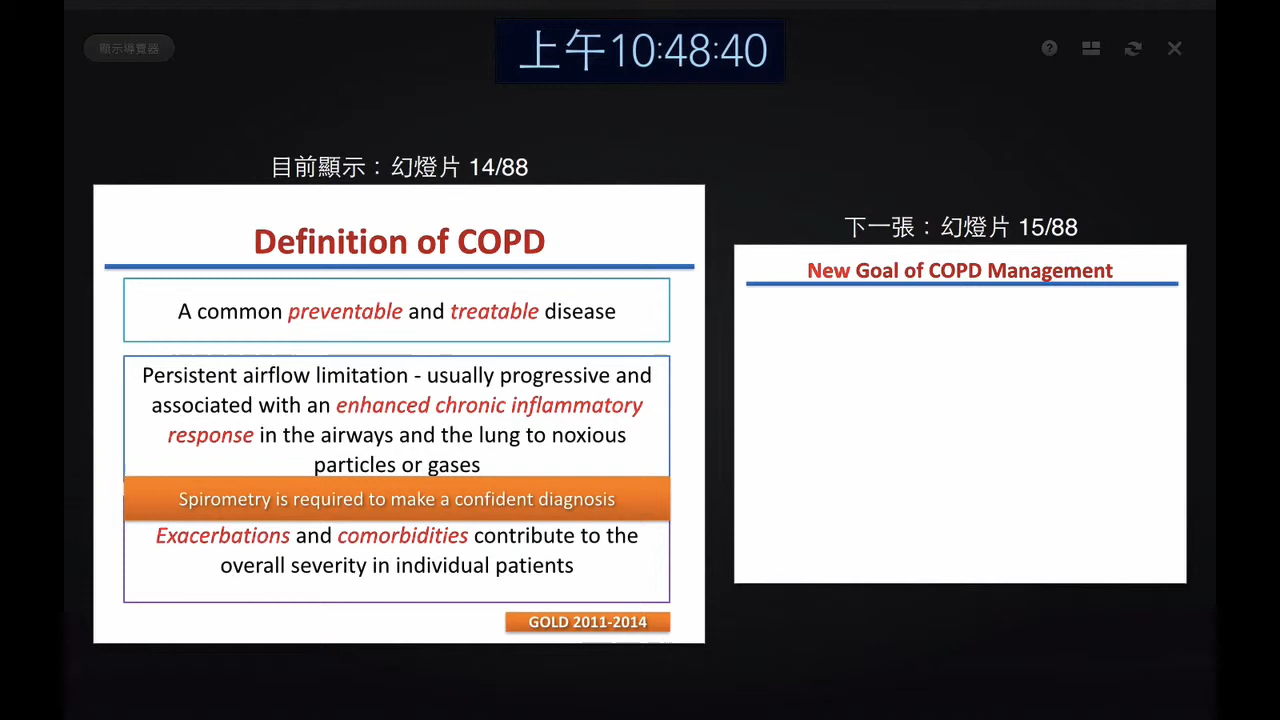 顯示導覽器
上午10:48:40
目前顯示：幻燈片 14/88
Definition of COPD
A common preventable and treatable disease
Persistent airflow limitation - usually progressive and
associated with an enhanced chronic inflammatory
response in the airways and the lung to noxious
particles or gases
Spirometry is required to make a confident diagnosis
Exacerbations and comorbidities contribute to the
overall severity in individual patients
GOLD 2011-2014
下一張：幻燈片 15/88
New Goal of COPD Management